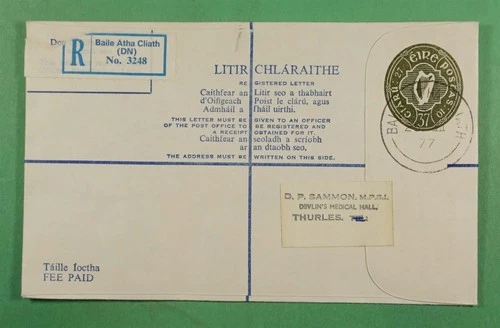 R
Baile Atha Cliath
(DN)
No. 3248
LITIR CHLÁRAITHE
REGISTERED LETTER
Caithfear an Litir seo a thabhairt
d'Oifigeach Poist le clárú, agus
Admháil a fháil uirthi.
THIS LETTER MUST BE GIVEN TO AN OFFICER
OF THE POST OFFICE TO BE REGISTERED AND
A RECEIPT OBTAINED FOR IT.
Caithfear an seoladh a scríobh
ar an dtaobh seo.
THE ADDRESS MUST BE WRITTEN ON THIS SIDE.
ÉIRE POSTAS
37
77
D. P. SAMMON, M.P.S.I.
DEVLIN'S MEDICAL HALL,
THURLES.
Táille íoctha
FEE PAID